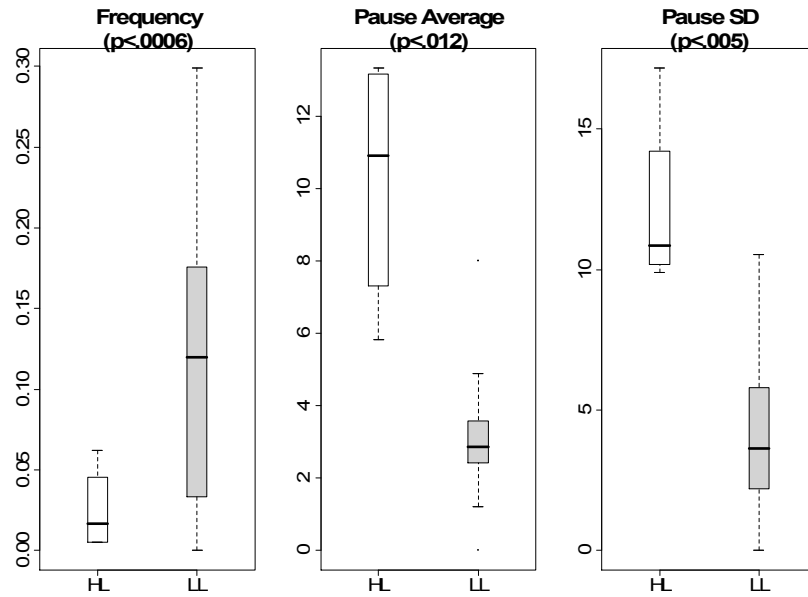 Frequency
(p<.0006)
0.30
0.25
0.20
0.15
0.10
0.05
0.00
HL
LL
Pause Average
(p<.012)
12
10
8
6
4
2
0
HL
LL
Pause SD
(p<.005)
15
10
5
0
HL
LL